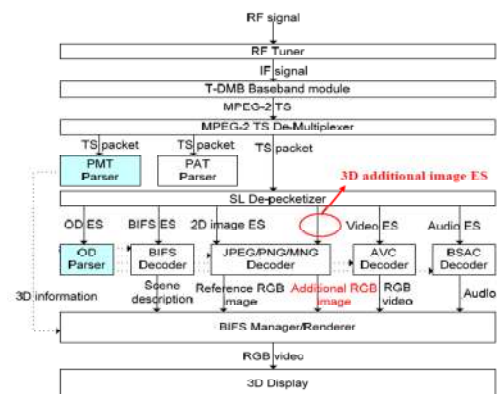 RF signal
RF Tuner
IF signal
T-DMB Baseband module
MPEG-2 TS
MPEG-2 TS De-Multiplexer
TS packet
TS packet
TS packet
PMT
Parser
PAT
Parser
3D additional image ES
SL De-pecketizer
OD ES
BIFS ES
2D image ES
Video ES
Audio ES
OD
Parser
BIFS
Decoder
JPEG/PNG/MNG
Decoder
AVC
Decoder
BSAC
Decoder
3D information
Scene
description
Reference RGB
image
Additional RGB
image
RGB
video
Audio
BIFS Manager/Renderer
RGB video
3D Display